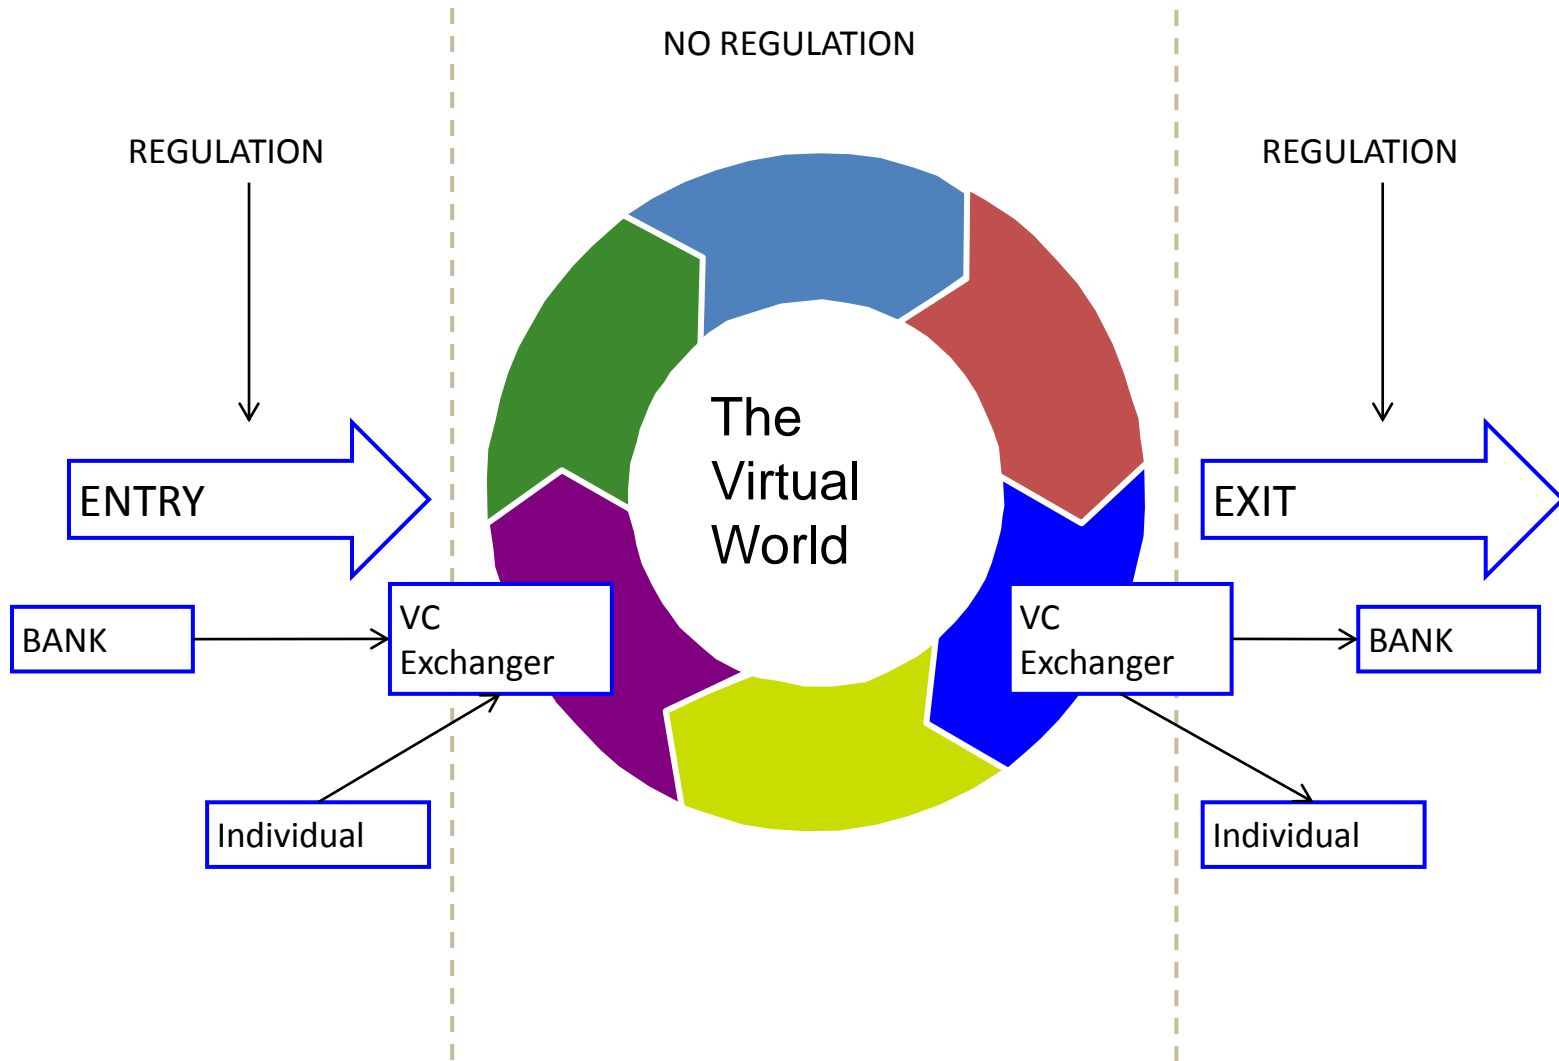 NO REGULATION
REGULATION
REGULATION
The
Virtual
World
ENTRY
EXIT
BANK
VC
Exchanger
VC
Exchanger
BANK
Individual
Individual